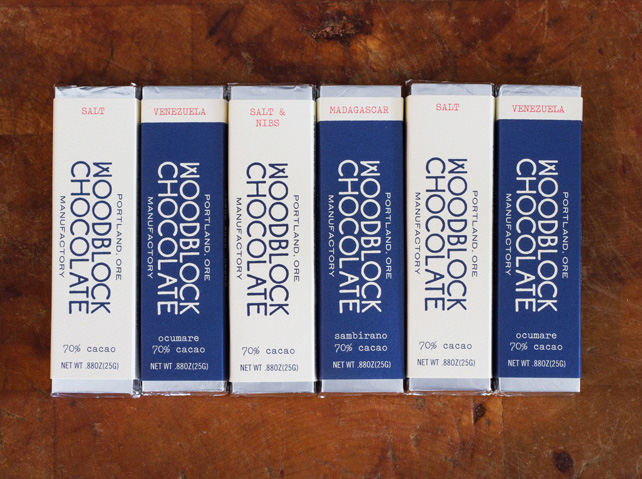 SALT
WOODBLOCK
CHOCOLATE
PORTLAND, ORE
MANUFACTORY
70% cacao
NET WT .88OZ(25G)
VENEZUELA
WOODBLOCK
CHOCOLATE
PORTLAND, ORE
MANUFACTORY
ocumare
70% cacao
NET WT .88OZ(25G)
SALT &
NIBS
WOODBLOCK
CHOCOLATE
PORTLAND, ORE
MANUFACTORY
70% cacao
NET WT .88OZ(25G)
MADAGASCAR
WOODBLOCK
CHOCOLATE
PORTLAND, ORE
MANUFACTORY
sambirano
70% cacao
NET WT .88OZ(25G)
SALT
WOODBLOCK
CHOCOLATE
PORTLAND, ORE
MANUFACTORY
70% cacao
NET WT .88OZ(25G)
VENEZUELA
WOODBLOCK
CHOCOLATE
PORTLAND, ORE
MANUFACTORY
ocumare
70% cacao
NET WT .88OZ(25G)